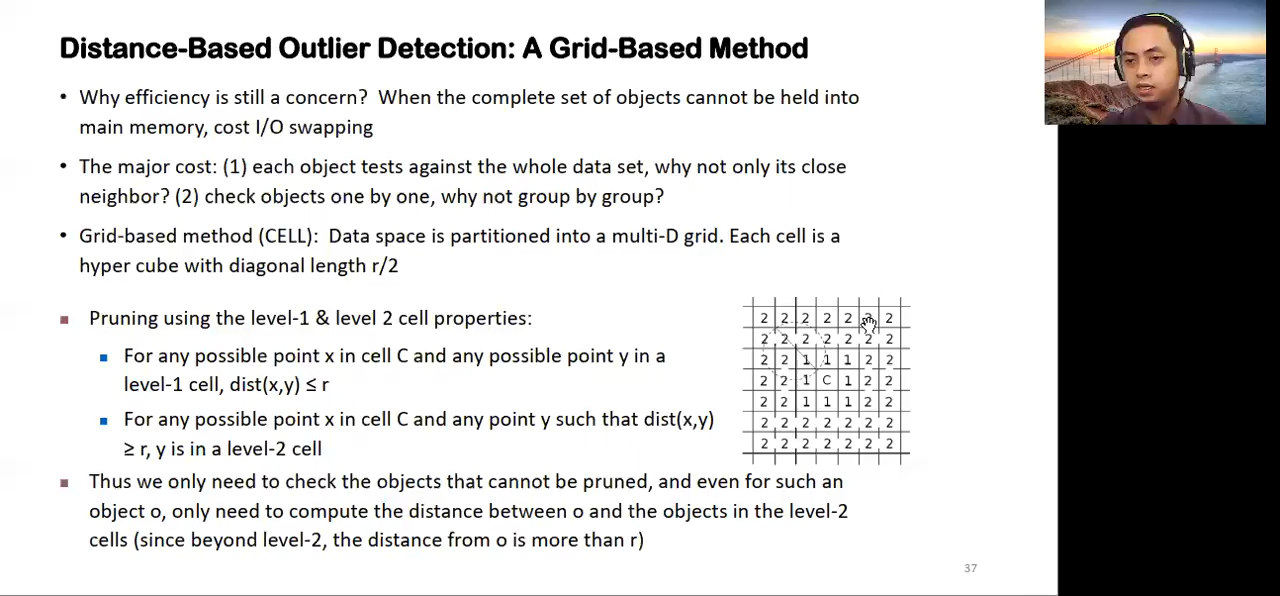 Distance-Based Outlier Detection: A Grid-Based Method
• Why efficiency is still a concern? When the complete set of objects cannot be held into
main memory, cost I/O swapping
• The major cost: (1) each object tests against the whole data set, why not only its close
neighbor? (2) check objects one by one, why not group by group?
• Grid-based method (CELL): Data space is partitioned into a multi-D grid. Each cell is a
hyper cube with diagonal length r/2
Pruning using the level-1 & level 2 cell properties:
For any possible point x in cell C and any possible point y in a
level-1 cell, dist(x,y) ≤ r
For any possible point x in cell C and any point y such that dist(x,y)
≥ r, y is in a level-2 cell
Thus we only need to check the objects that cannot be pruned, and even for such an
object o, only need to compute the distance between o and the objects in the level-2
cells (since beyond level-2, the distance from o is more than r)
2 2 2 2 2 2
2 2 2 2 2 2 2
2 2 1 1 1 2 2
2 2 1 C 1 2 2
2 2 1 1 1 2 2
2 2 2 2 2 2 2
2 2 2 2 2 2 2
37